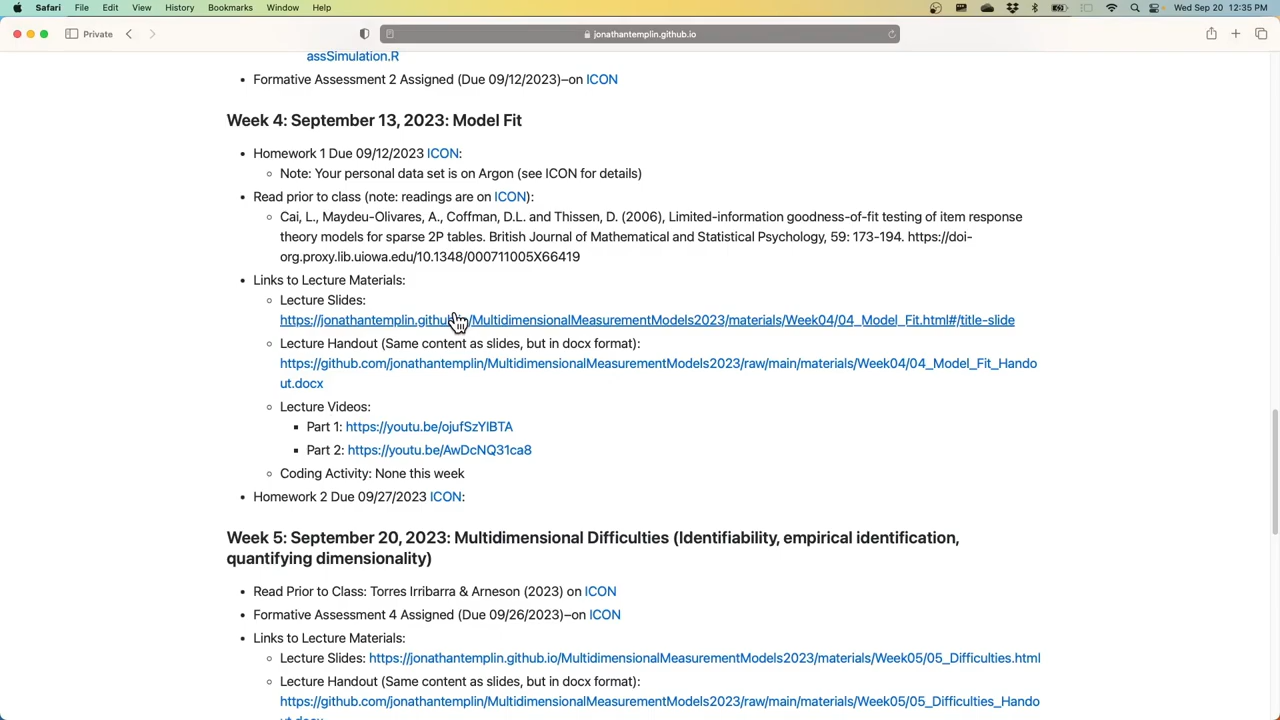 Safari File Edit View History Bookmarks Window Help Wed Sep 20 12:35 PM
Private jonathantemplin.github.io
assSimulation.R
• Formative Assessment 2 Assigned (Due 09/12/2023)–on ICON
Week 4: September 13, 2023: Model Fit
• Homework 1 Due 09/12/2023 ICON:
◦ Note: Your personal data set is on Argon (see ICON for details)
• Read prior to class (note: readings are on ICON):
◦ Cai, L., Maydeu-Olivares, A., Coffman, D.L. and Thissen, D. (2006), Limited-information goodness-of-fit testing of item response
theory models for sparse 2P tables. British Journal of Mathematical and Statistical Psychology, 59: 173-194. https://doi-
org.proxy.lib.uiowa.edu/10.1348/000711005X66419
• Links to Lecture Materials:
◦ Lecture Slides:
https://jonathantemplin.github.io/MultidimensionalMeasurementModels2023/materials/Week04/04_Model_Fit.html#/title-slide
◦ Lecture Handout (Same content as slides, but in docx format):
https://github.com/jonathantemplin/MultidimensionalMeasurementModels2023/raw/main/materials/Week04/04_Model_Fit_Hando
ut.docx
◦ Lecture Videos:
▪ Part 1: https://youtu.be/ojufSzYlBTA
▪ Part 2: https://youtu.be/AwDcNQ31ca8
◦ Coding Activity: None this week
• Homework 2 Due 09/27/2023 ICON:
Week 5: September 20, 2023: Multidimensional Difficulties (Identifiability, empirical identification,
quantifying dimensionality)
• Read Prior to Class: Torres Irribarra & Arneson (2023) on ICON
• Formative Assessment 4 Assigned (Due 09/26/2023)–on ICON
• Links to Lecture Materials:
◦ Lecture Slides: https://jonathantemplin.github.io/MultidimensionalMeasurementModels2023/materials/Week05/05_Difficulties.html
◦ Lecture Handout (Same content as slides, but in docx format):
https://github.com/jonathantemplin/MultidimensionalMeasurementModels2023/raw/main/materials/Week05/05_Difficulties_Hando
ut.docx